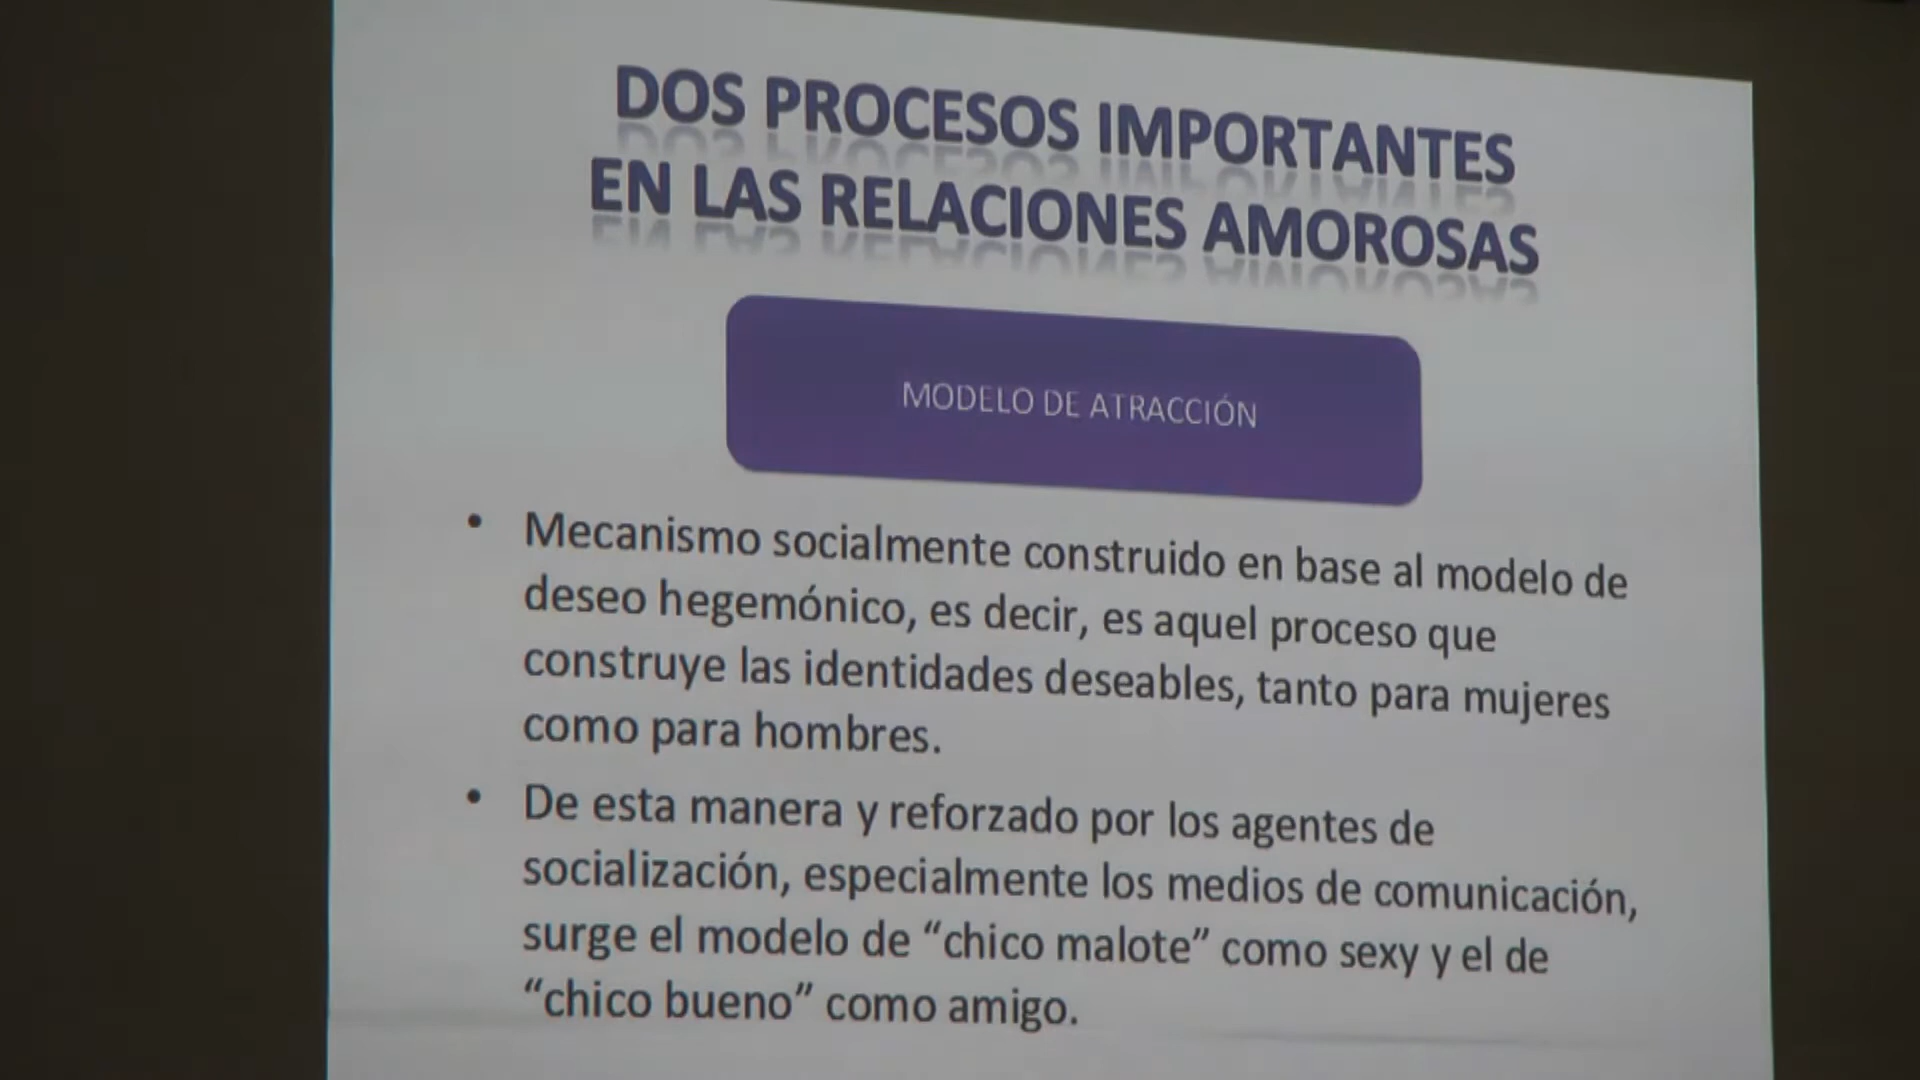 DOS PROCESOS IMPORTANTES
EN LAS RELACIONES AMOROSAS
MODELO DE ATRACCIÓN
• Mecanismo socialmente construido en base al modelo de
deseo hegemónico, es decir, es aquel proceso que
construye las identidades deseables, tanto para mujeres
como para hombres.
• De esta manera y reforzado por los agentes de
socialización, especialmente los medios de comunicación,
surge el modelo de “chico malote” como sexy y el de
“chico bueno” como amigo.